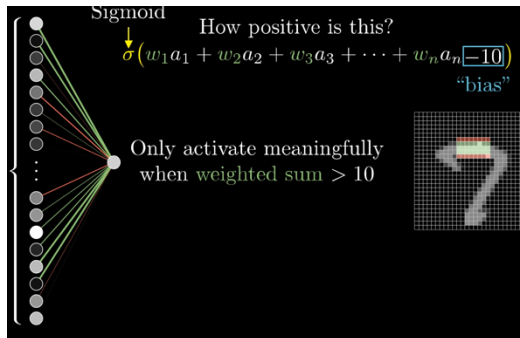 Sigmoid
How positive is this?
σ(w₁a₁ + w₂a₂ + w₃a₃ + ··· + wₙaₙ −10)
“bias”
Only activate meaningfully
when weighted sum > 10